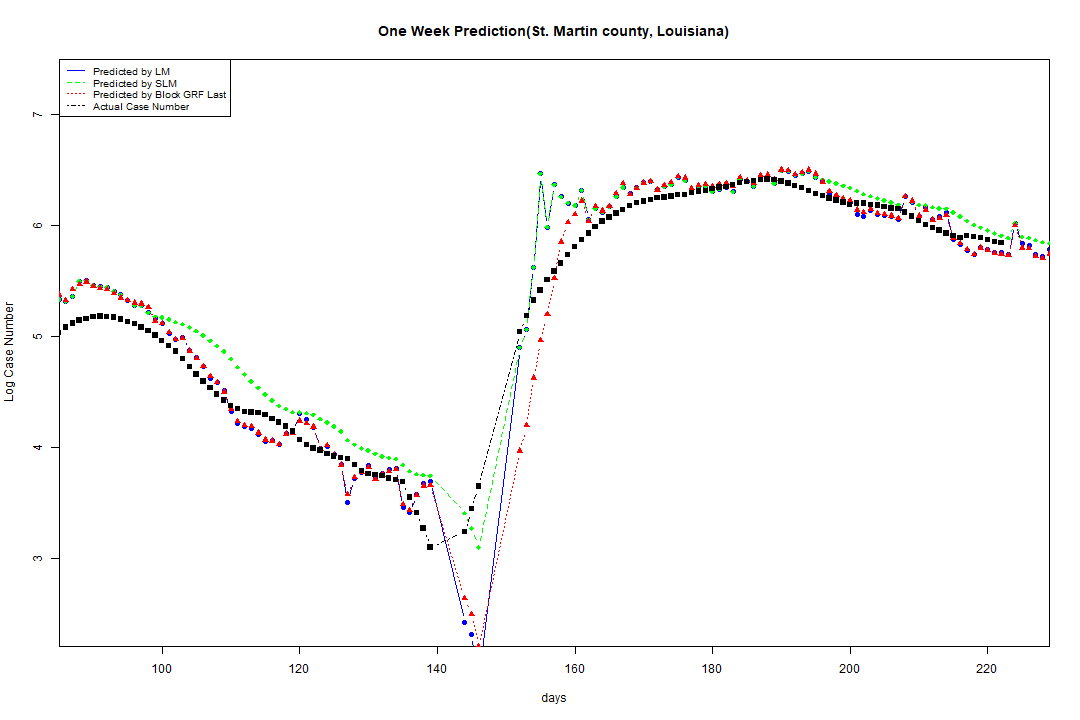 One Week Prediction(St. Martin county, Louisiana)
Predicted by LM
Predicted by SLM
Predicted by Block GRF Last
Actual Case Number
7
6
5
4
3
Log Case Number
100 120 140 160 180 200 220
days